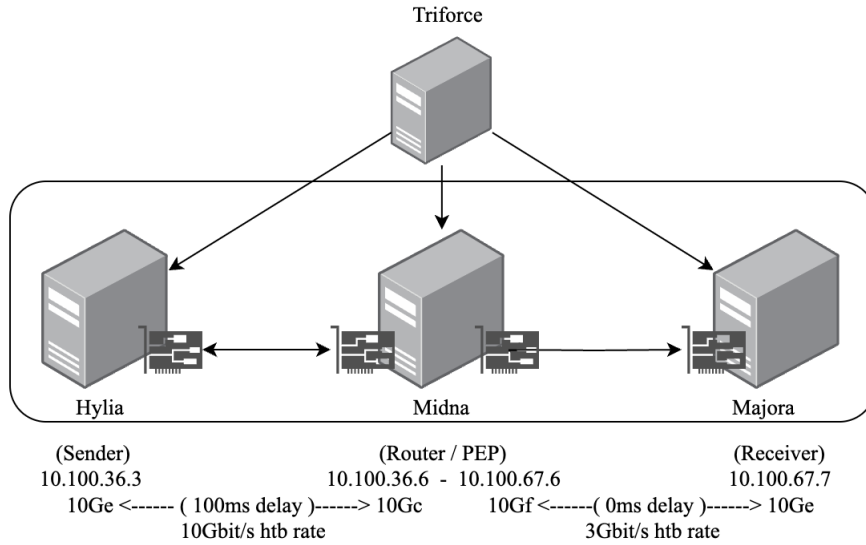 Triforce
Hylia Midna Majora
(Sender) (Router / PEP) (Receiver)
10.100.36.3 10.100.36.6 - 10.100.67.6 10.100.67.7
10Ge <------ ( 100ms delay )------> 10Gc 10Gf <------ ( 0ms delay )------> 10Ge
10Gbit/s htb rate 3Gbit/s htb rate